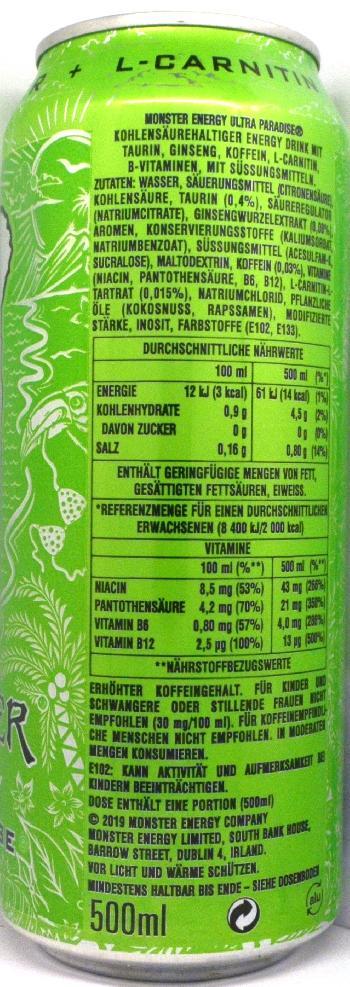 R + L-CARNITIN
MONSTER ENERGY ULTRA PARADISE®
KOHLENSÄUREHALTIGER ENERGY DRINK MIT
TAURIN, GINSENG, KOFFEIN, L-CARNITIN,
B-VITAMINEN, MIT SÜSSUNGSMITTELN.
ZUTATEN: WASSER, SÄUERUNGSMITTEL (CITRONENSÄURE),
KOHLENSÄURE, TAURIN (0,4%), SÄUREREGULATOR
(NATRIUMCITRATE), GINSENGWURZELEXTRAKT (0,08%),
AROMEN, KONSERVIERUNGSSTOFFE (KALIUMSORBAT,
NATRIUMBENZOAT), SÜSSUNGSMITTEL (ACESULFAM-K,
SUCRALOSE), MALTODEXTRIN, KOFFEIN (0,03%), VITAMINE
(NIACIN, PANTOTHENSÄURE, B6, B12), L-CARNITIN-L-
TARTRAT (0,015%), NATRIUMCHLORID, PFLANZLICHE
ÖLE (KOKOSNUSS, RAPSSAMEN), MODIFIZIERTE
STÄRKE, INOSIT, FARBSTOFFE (E102, E133).
DURCHSCHNITTLICHE NÄHRWERTE
100 ml 500 ml (%*)
ENERGIE 12 kJ (3 kcal) 61 kJ (14 kcal) (1%)
KOHLENHYDRATE 0,9 g 4,5 g (2%)
DAVON ZUCKER 0 g 0 g (0%)
SALZ 0,16 g 0,80 g (14%)
ENTHÄLT GERINGFÜGIGE MENGEN VON FETT,
GESÄTTIGTEN FETTSÄUREN, EIWEISS.
*REFERENZMENGE FÜR EINEN DURCHSCHNITTLICHEN
ERWACHSENEN (8 400 kJ/2 000 kcal)
VITAMINE
100 ml (%**) 500 ml (%**)
NIACIN 8,5 mg (53%) 43 mg (266%)
PANTOTHENSÄURE 4,2 mg (70%) 21 mg (350%)
VITAMIN B6 0,80 mg (57%) 4,0 mg (286%)
VITAMIN B12 2,5 µg (100%) 13 µg (500%)
**NÄHRSTOFFBEZUGSWERTE
ERHÖHTER KOFFEINGEHALT. FÜR KINDER UND
SCHWANGERE ODER STILLENDE FRAUEN NICHT
EMPFOHLEN (30 mg/100 ml). FÜR KOFFEINEMPFINDLI-
CHE MENSCHEN NICHT EMPFOHLEN. IN MODERATEN
MENGEN KONSUMIEREN.
E102: KANN AKTIVITÄT UND AUFMERKSAMKEIT BEI
KINDERN BEEINTRÄCHTIGEN.
DOSE ENTHÄLT EINE PORTION (500ml)
© 2019 MONSTER ENERGY COMPANY
MONSTER ENERGY LIMITED, SOUTH BANK HOUSE,
BARROW STREET, DUBLIN 4, IRLAND.
VOR LICHT UND WÄRME SCHÜTZEN.
MINDESTENS HALTBAR BIS ENDE – SIEHE DOSENBODEN
500ml
alu